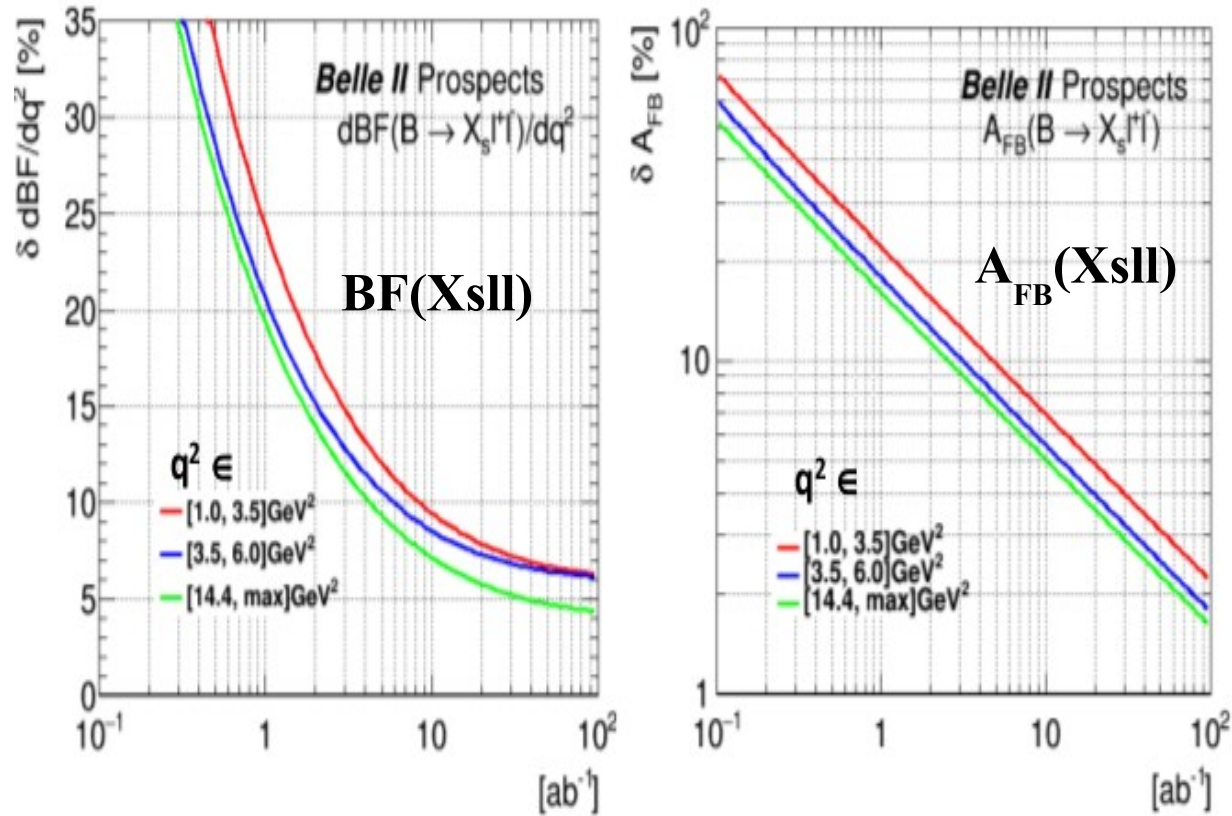 δ dBF/dq² [%]
35
30
25
20
15
10
5
0
Belle II Prospects
dBF(B → Xₛl⁺l⁻)/dq²
BF(Xsll)
q² ∈
[1.0, 3.5]GeV²
[3.5, 6.0]GeV²
[14.4, max]GeV²
10⁻¹
1
10
10²
[ab⁻¹]
δ A_FB [%]
10²
10
1
Belle II Prospects
A_FB(B → Xₛl⁺l⁻)
A_FB(Xsll)
q² ∈
[1.0, 3.5]GeV²
[3.5, 6.0]GeV²
[14.4, max]GeV²
10⁻¹
1
10
10²
[ab⁻¹]